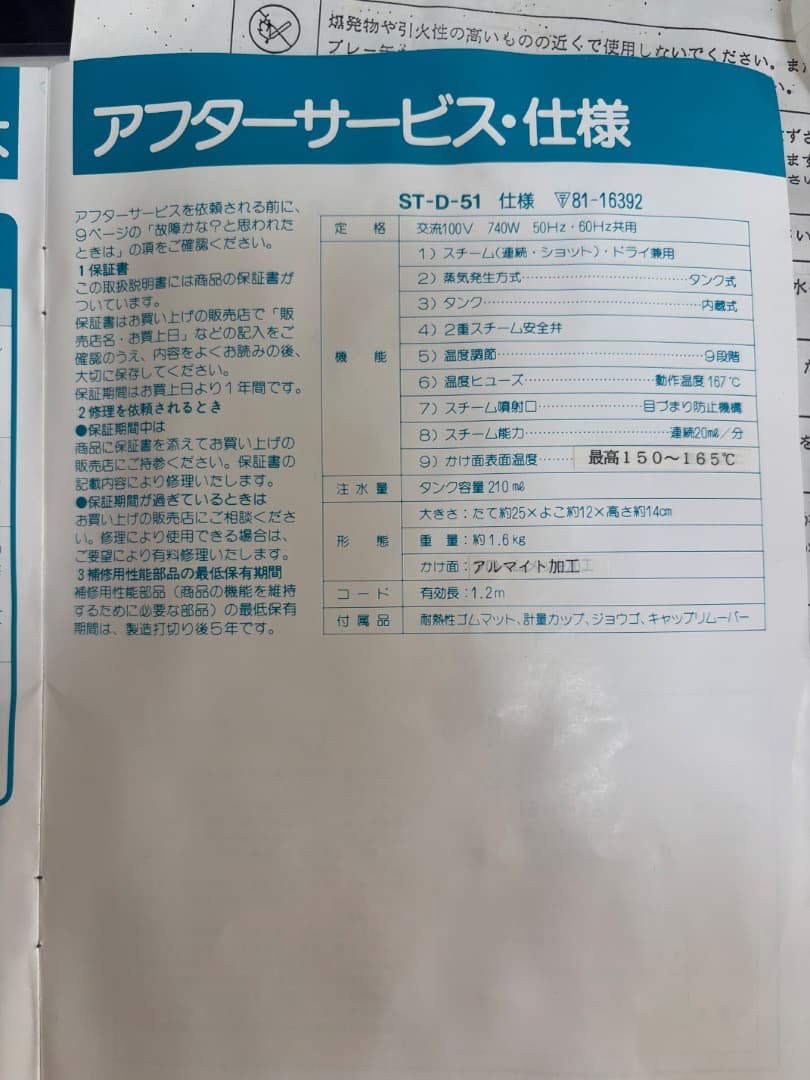 爆発物や引火性の高いものの近くで使用しないでください。ま
アフターサービス・仕様
アフターサービスを依頼される前に、
9ページの「故障かな?と思われた
ときは」の項をご確認ください。
1保証書
この取扱説明書には商品の保証書が
ついています。
保証書はお買い上げの販売店で「販
売店名・お買上日」などの記入をご
確認のうえ、内容をよくお読みの後、
大切に保存してください。
保証期間はお買上日より1年間です。
2修理を依頼されるとき
●保証期間中は
商品に保証書を添えてお買い上げの
販売店にご持参ください。保証書の
記載内容により修理いたします。
●保証期間が過ぎているときは
お買い上げの販売店にご相談くださ
い。修理により使用できる場合は、
ご要望により有料修理いたします。
3補修用性能部品の最低保有期間
補修用性能部品(商品の機能を維持
するために必要な部品)の最低保有
期間は、製造打切り後5年です。
ST-D-51 仕様 81-16392
定格 交流100V 740W 50Hz・60Hz共用
機能 1)スチーム(連続・ショット)・ドライ兼用
2)蒸気発生方式……………………タンク式
3)タンク……………………………内蔵式
4)2重スチーム安全弁
5)温度調節…………………………9段階
6)温度ヒューズ………………動作温度167℃
7)スチーム噴射口……………目づまり防止機構
8)スチーム能力………………連続20mℓ/分
9)かけ面表面温度…… 最高150~165℃
注水量 タンク容量210mℓ
形態 大きさ:たて約25×よこ約12×高さ約14cm
重量:約1.6kg
かけ面:アルマイト加工
コード 有効長:1.2m
付属品 耐熱性ゴムマット、計量カップ、ジョウゴ、キャップリムーバー